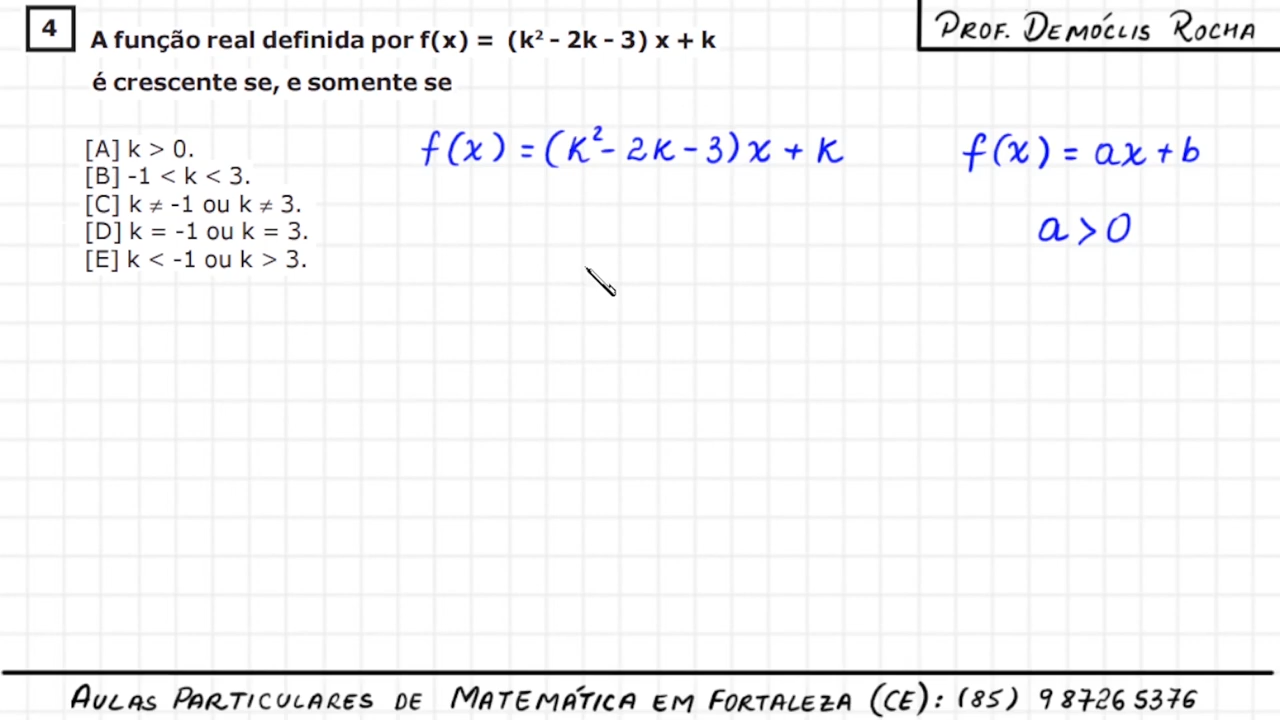 4
A função real definida por f(x) = (k² - 2k - 3) x + k
é crescente se, e somente se
PROF. DEMÓCLIS ROCHA
[A] k > 0.
[B] -1 < k < 3.
[C] k ≠ -1 ou k ≠ 3.
[D] k = -1 ou k = 3.
[E] k < -1 ou k > 3.
f(x) = (k² - 2k - 3)x + k
f(x) = ax + b
a > 0
AULAS PARTICULARES DE MATEMÁTICA EM FORTALEZA (CE): (85) 9 8726 5376